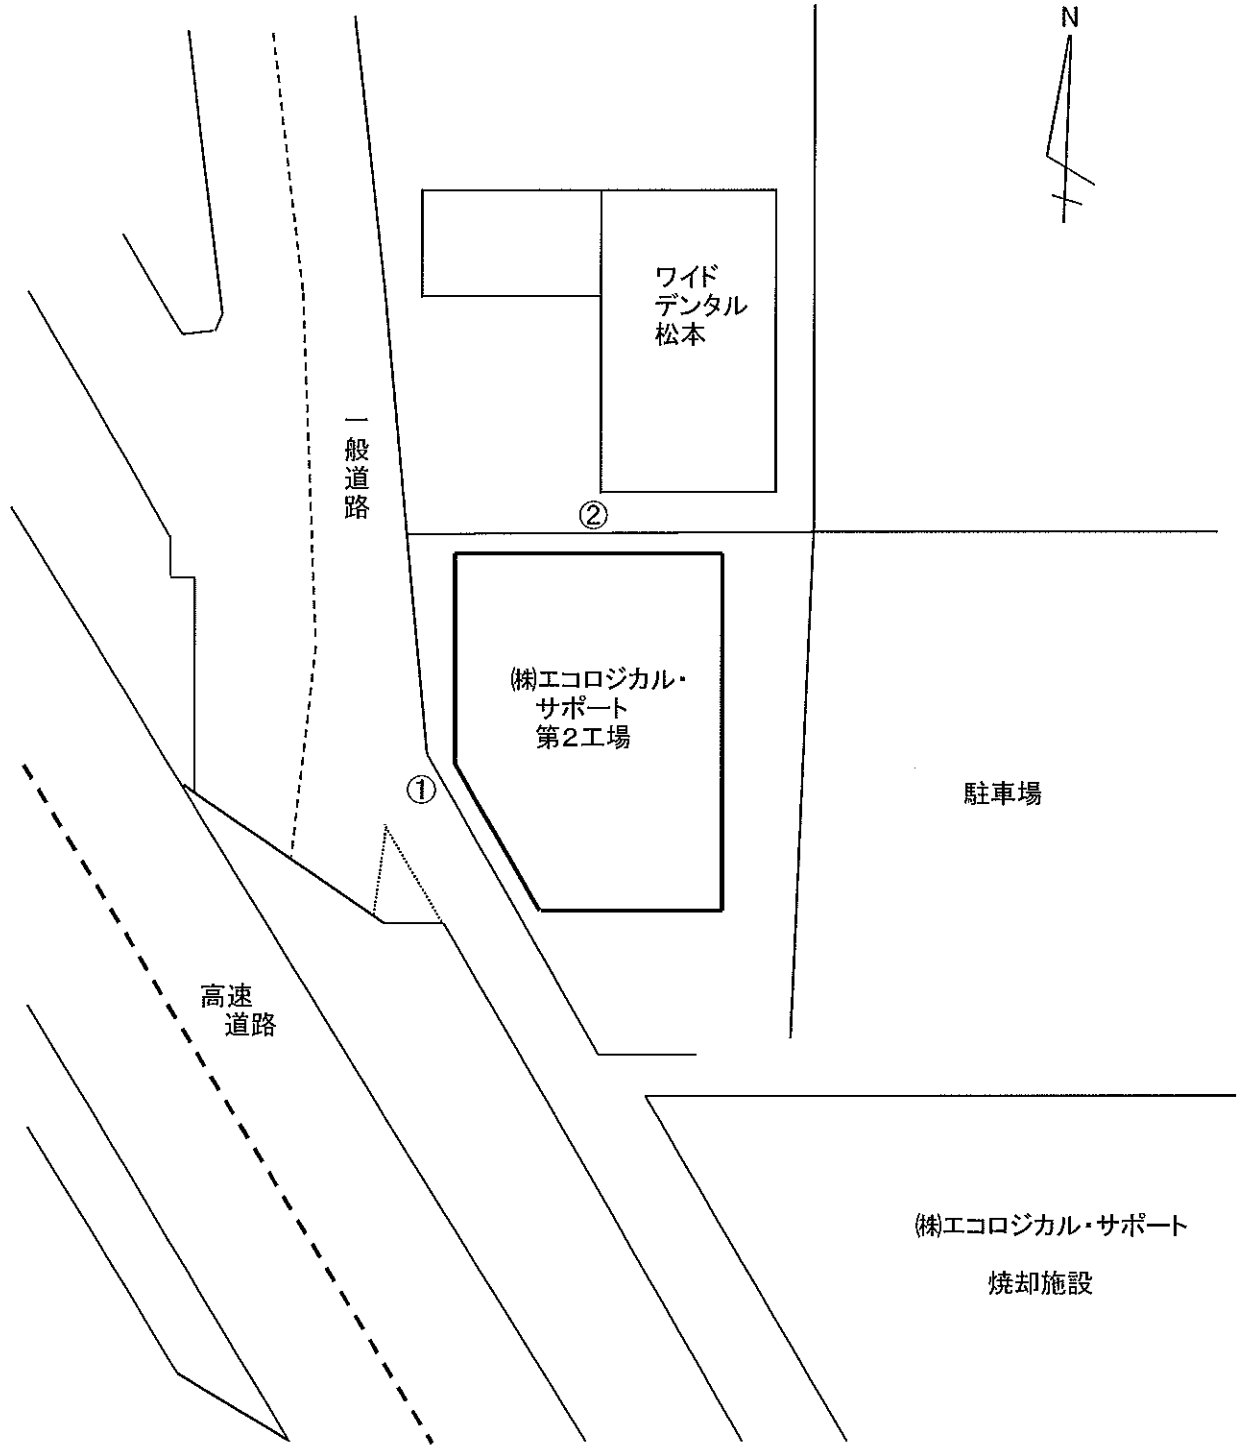 N
ワイド
デンタル
松本
一般道路
②
㈱エコロジカル・
サポート
第2工場
①
駐車場
高速
道路
㈱エコロジカル・サポート
焼却施設